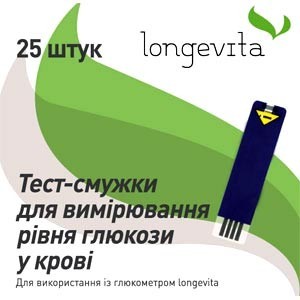 25 штук
longevita
Тест-смужки
для вимірювання
рівня глюкози
у крові
Для використання із глюкометром longevita